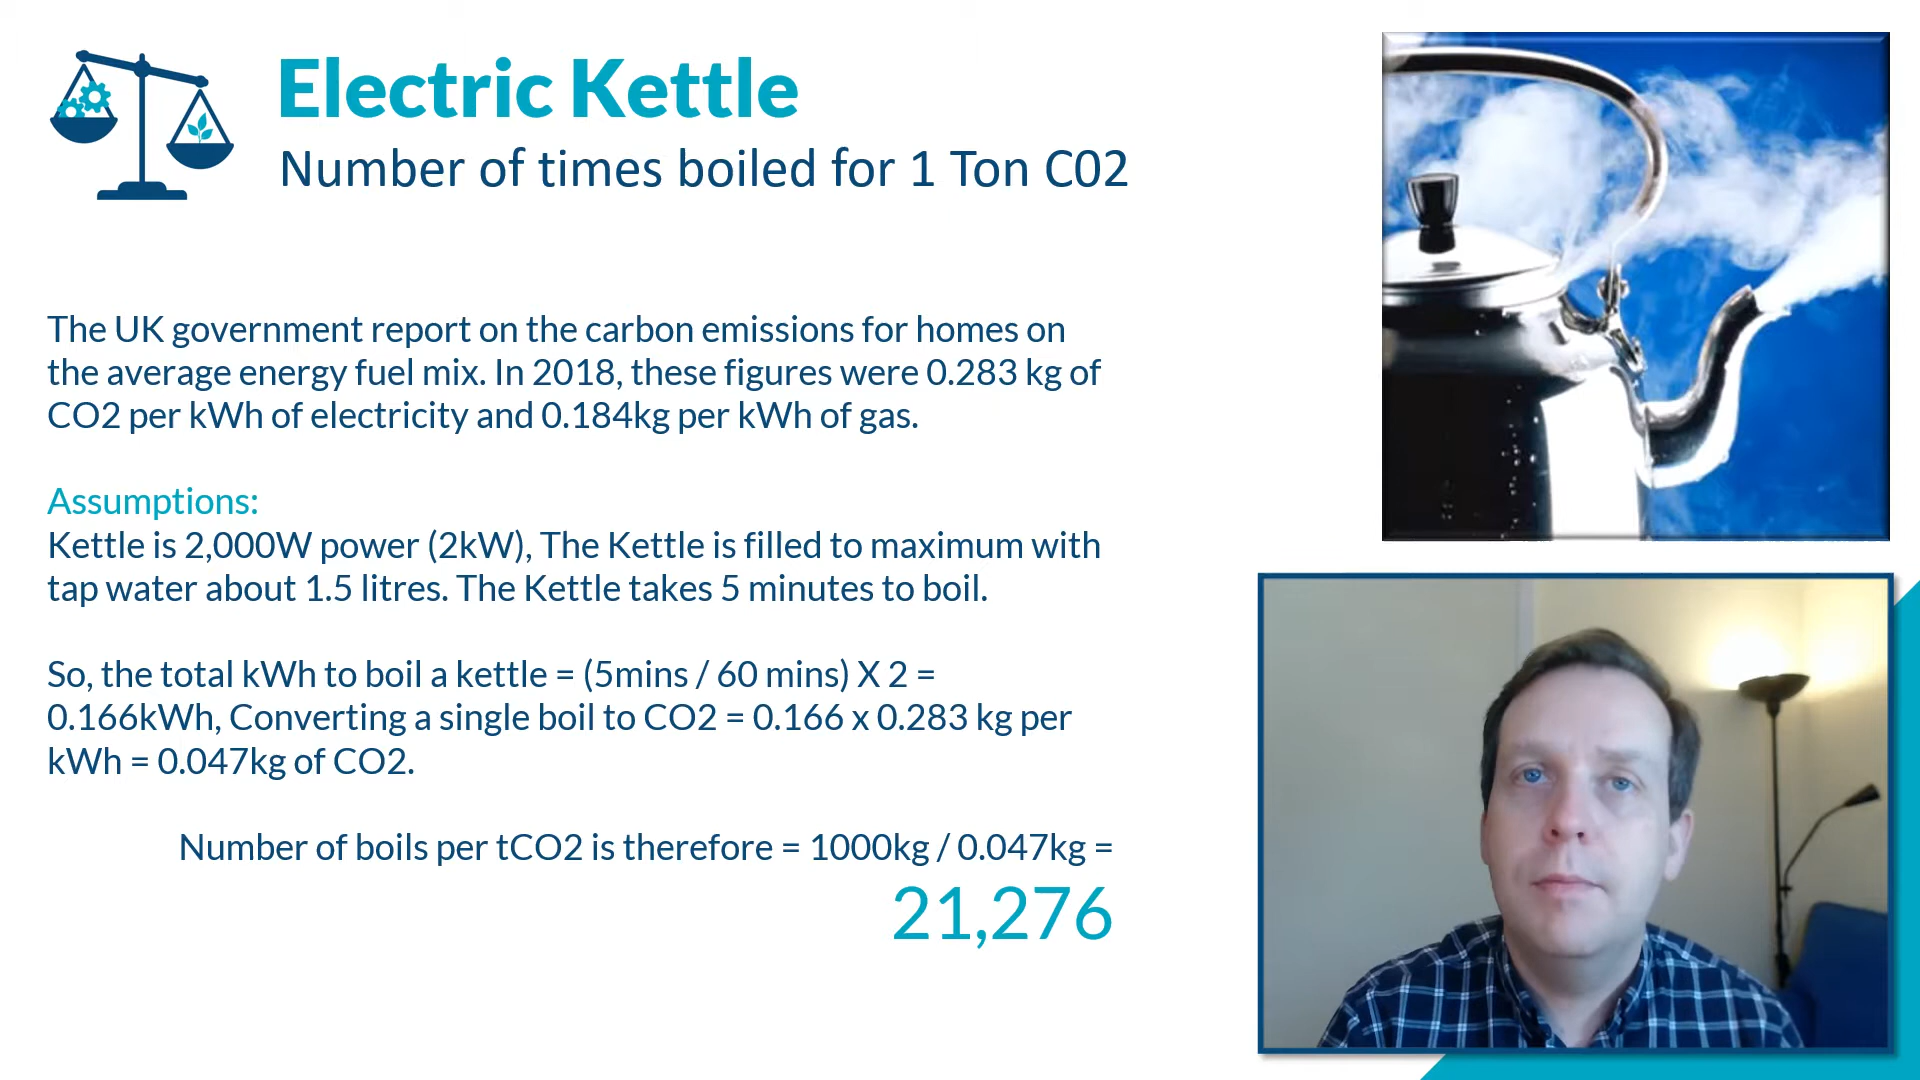 Electric Kettle
Number of times boiled for 1 Ton C02
The UK government report on the carbon emissions for homes on
the average energy fuel mix. In 2018, these figures were 0.283 kg of
CO2 per kWh of electricity and 0.184kg per kWh of gas.
Assumptions:
Kettle is 2,000W power (2kW), The Kettle is filled to maximum with
tap water about 1.5 litres. The Kettle takes 5 minutes to boil.
So, the total kWh to boil a kettle = (5mins / 60 mins) X 2 =
0.166kWh, Converting a single boil to CO2 = 0.166 x 0.283 kg per
kWh = 0.047kg of CO2.
Number of boils per tCO2 is therefore = 1000kg / 0.047kg =
21,276